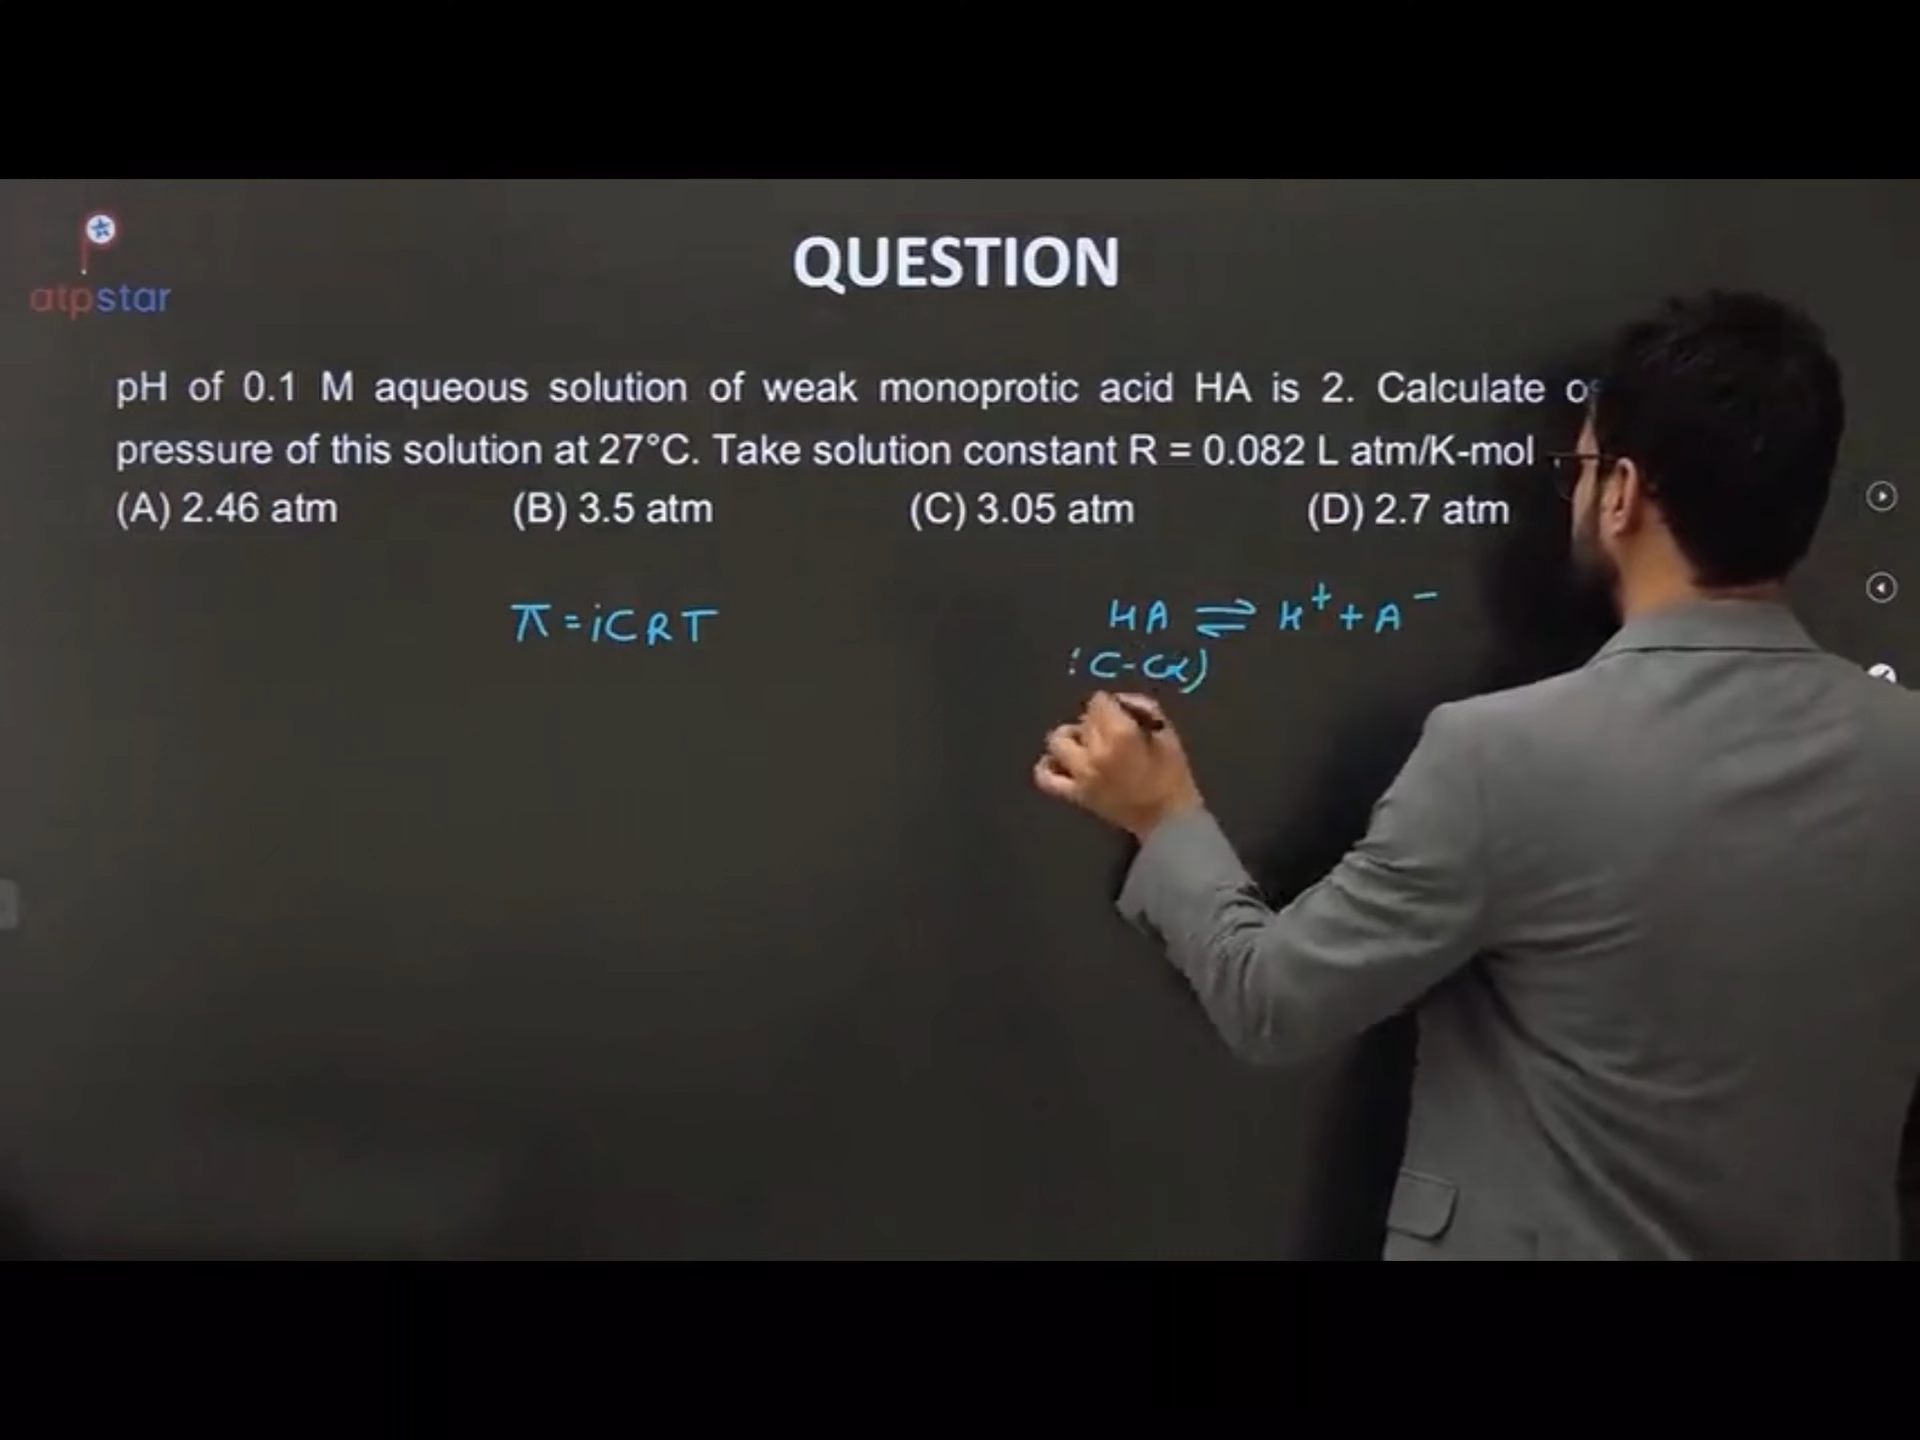 atpstar
QUESTION
pH of 0.1 M aqueous solution of weak monoprotic acid HA is 2. Calculate
pressure of this solution at 27°C. Take solution constant R = 0.082 L atm/K-mol
(A) 2.46 atm (B) 3.5 atm (C) 3.05 atm (D) 2.7 atm
π = iCRT
HA ⇌ H⁺ + A⁻
(C-Cα)